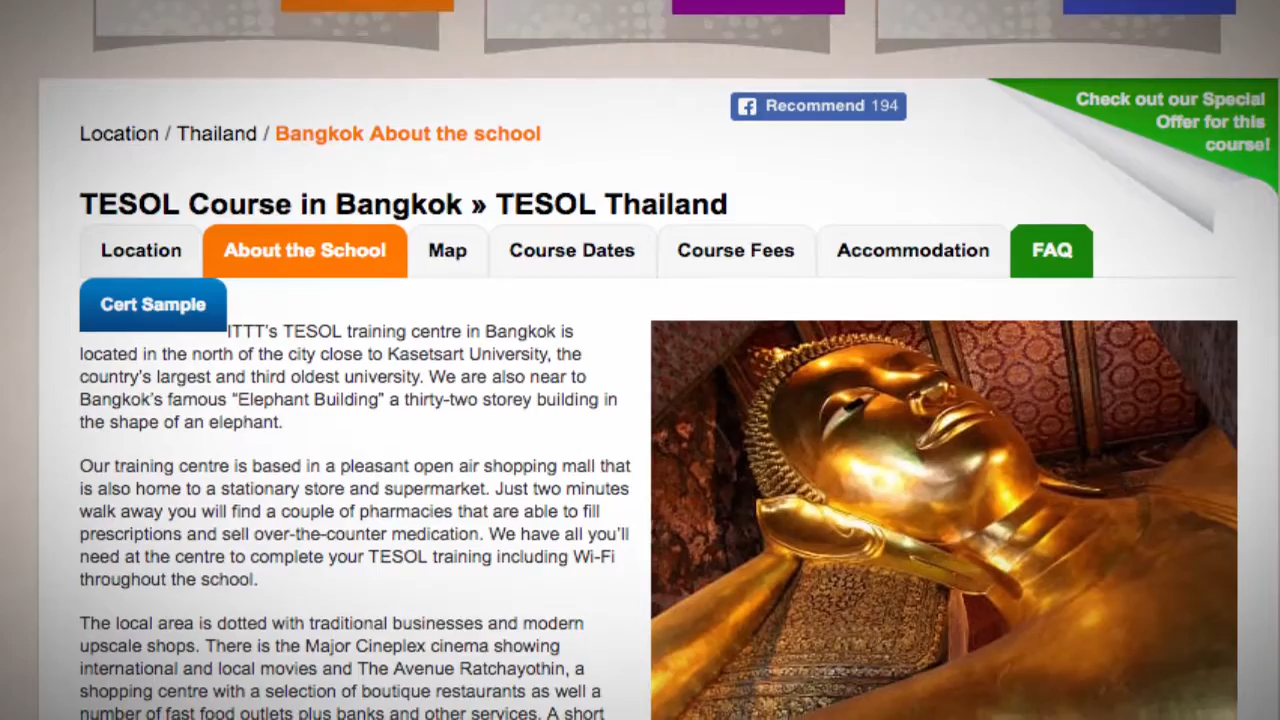 Check out our Special
Offer for this
course!
Recommend 194
Location / Thailand / Bangkok About the school
TESOL Course in Bangkok » TESOL Thailand
Location About the School Map Course Dates Course Fees Accommodation FAQ
Cert Sample
ITTT's TESOL training centre in Bangkok is
located in the north of the city close to Kasetsart University, the
country's largest and third oldest university. We are also near to
Bangkok's famous “Elephant Building” a thirty-two storey building in
the shape of an elephant.
Our training centre is based in a pleasant open air shopping mall that
is also home to a stationary store and supermarket. Just two minutes
walk away you will find a couple of pharmacies that are able to fill
prescriptions and sell over-the-counter medication. We have all you'll
need at the centre to complete your TESOL training including Wi-Fi
throughout the school.
The local area is dotted with traditional businesses and modern
upscale shops. There is the Major Cineplex cinema showing
international and local movies and The Avenue Ratchayothin, a
shopping centre with a selection of boutique restaurants as well a
number of fast food outlets plus banks and other services. A short